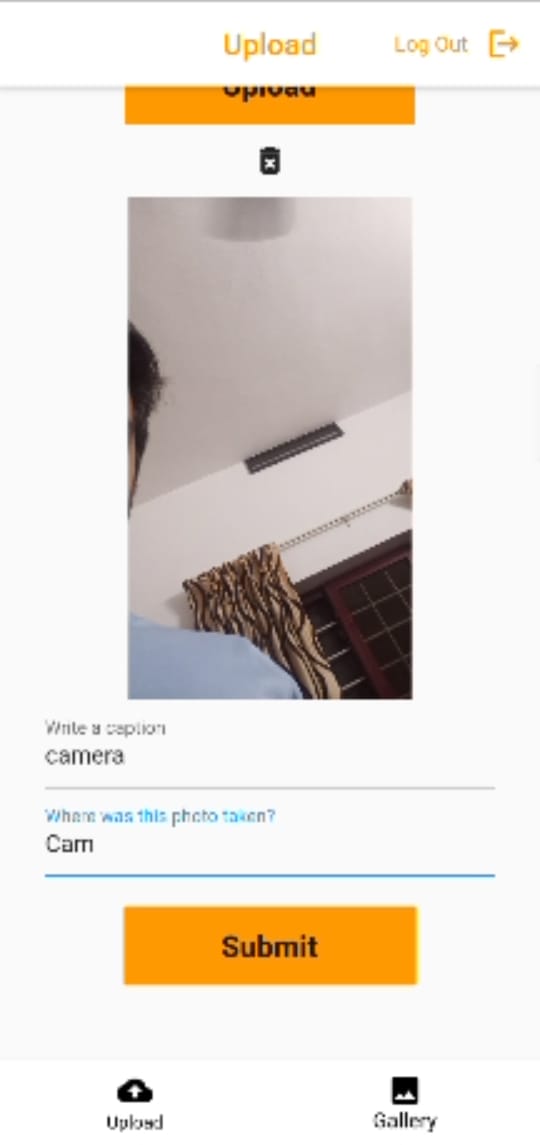 Upload
Log Out
Upload
Write a caption
camera
Where was this photo taken?
Cam
Submit
Upload
Gallery